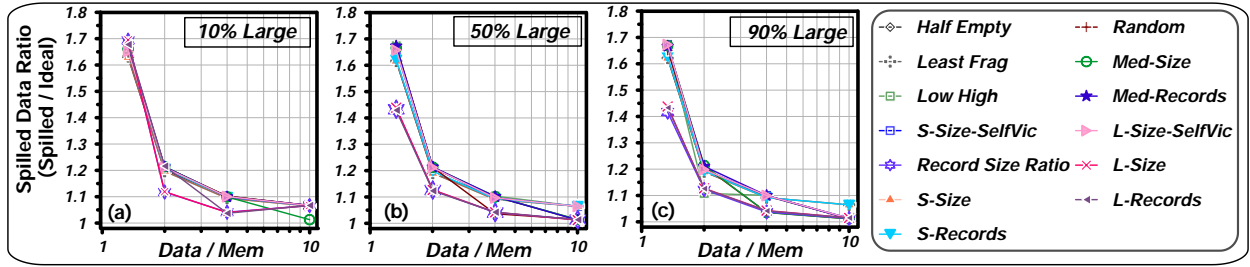 Spilled Data Ratio
(Spilled / Ideal)
1.8
1.7
1.6
1.5
1.4
1.3
1.2
1.1
1
10% Large
(a)
1
10
Data / Mem
1.8
1.7
1.6
1.5
1.4
1.3
1.2
1.1
1
50% Large
(b)
1
10
Data / Mem
1.8
1.7
1.6
1.5
1.4
1.3
1.2
1.1
1
90% Large
(c)
1
10
Data / Mem
Half Empty
Random
Least Frag
Med-Size
Low High
Med-Records
S-Size-SelfVic
L-Size-SelfVic
Record Size Ratio
L-Size
S-Size
L-Records
S-Records